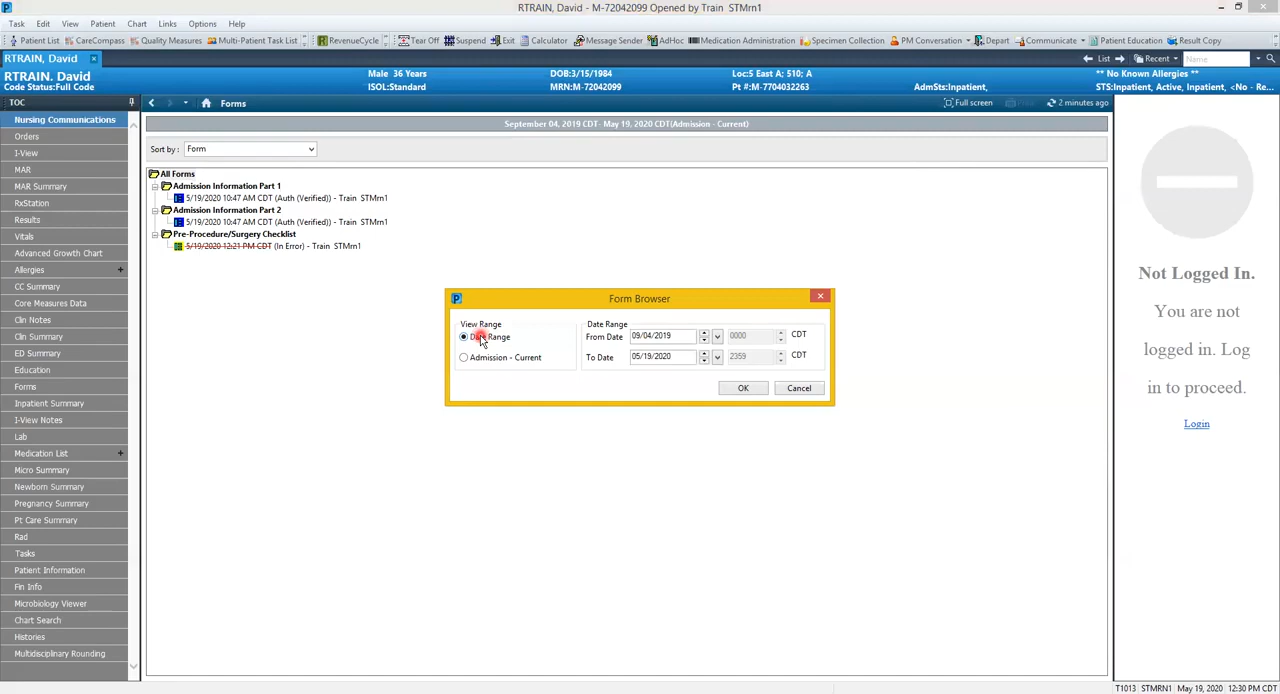 RTRAIN, David - M-72042099 Opened by Train STMrn1
Task Edit View Patient Chart Links Options Help
Patient List CareCompass Quality Measures Multi-Patient Task List RevenueCycle Tear Off Suspend Exit Calculator Message Sender AdHoc Medication Administration Specimen Collection PM Conversation Depart Communicate Patient Education Result Copy
RTRAIN, David List Recent Name
RTRAIN, David Male 36 Years DOB:3/15/1984 Loc:5 East A; 510; A ** No Known Allergies **
Code Status:Full Code ISOL:Standard MRN:M-72042099 Pt #:M-7704032263 AdmSts:Inpatient, STS:Inpatient, Active, Inpatient, <No - Re...
TOC Forms Full screen 2 minutes ago
Nursing Communications
Orders
I-View
MAR
MAR Summary
RxStation
Results
Vitals
Advanced Growth Chart
Allergies +
CC Summary
Core Measures Data
Clin Notes
Clin Summary
ED Summary
Education
Forms
Inpatient Summary
I-View Notes
Lab
Medication List +
Micro Summary
Newborn Summary
Pregnancy Summary
Pt Care Summary
Rad
Tasks
Patient Information
Fin Info
Microbiology Viewer
Chart Search
Histories
Multidisciplinary Rounding
September 04, 2019 CDT- May 19, 2020 CDT(Admission - Current)
Sort by : Form
All Forms
Admission Information Part 1
5/19/2020 10:47 AM CDT (Auth (Verified)) - Train STMrn1
Admission Information Part 2
5/19/2020 10:47 AM CDT (Auth (Verified)) - Train STMrn1
Pre-Procedure/Surgery Checklist
5/19/2020 12:21 PM CDT (In Error) - Train STMrn1
Form Browser
View Range
Date Range
Admission - Current
Date Range
From Date 09/04/2019 0000 CDT
To Date 05/19/2020 2359 CDT
OK Cancel
Not Logged In.
You are not
logged in. Log
in to proceed.
Login
T1013 STMRN1 May 19, 2020 12:30 PM CDT